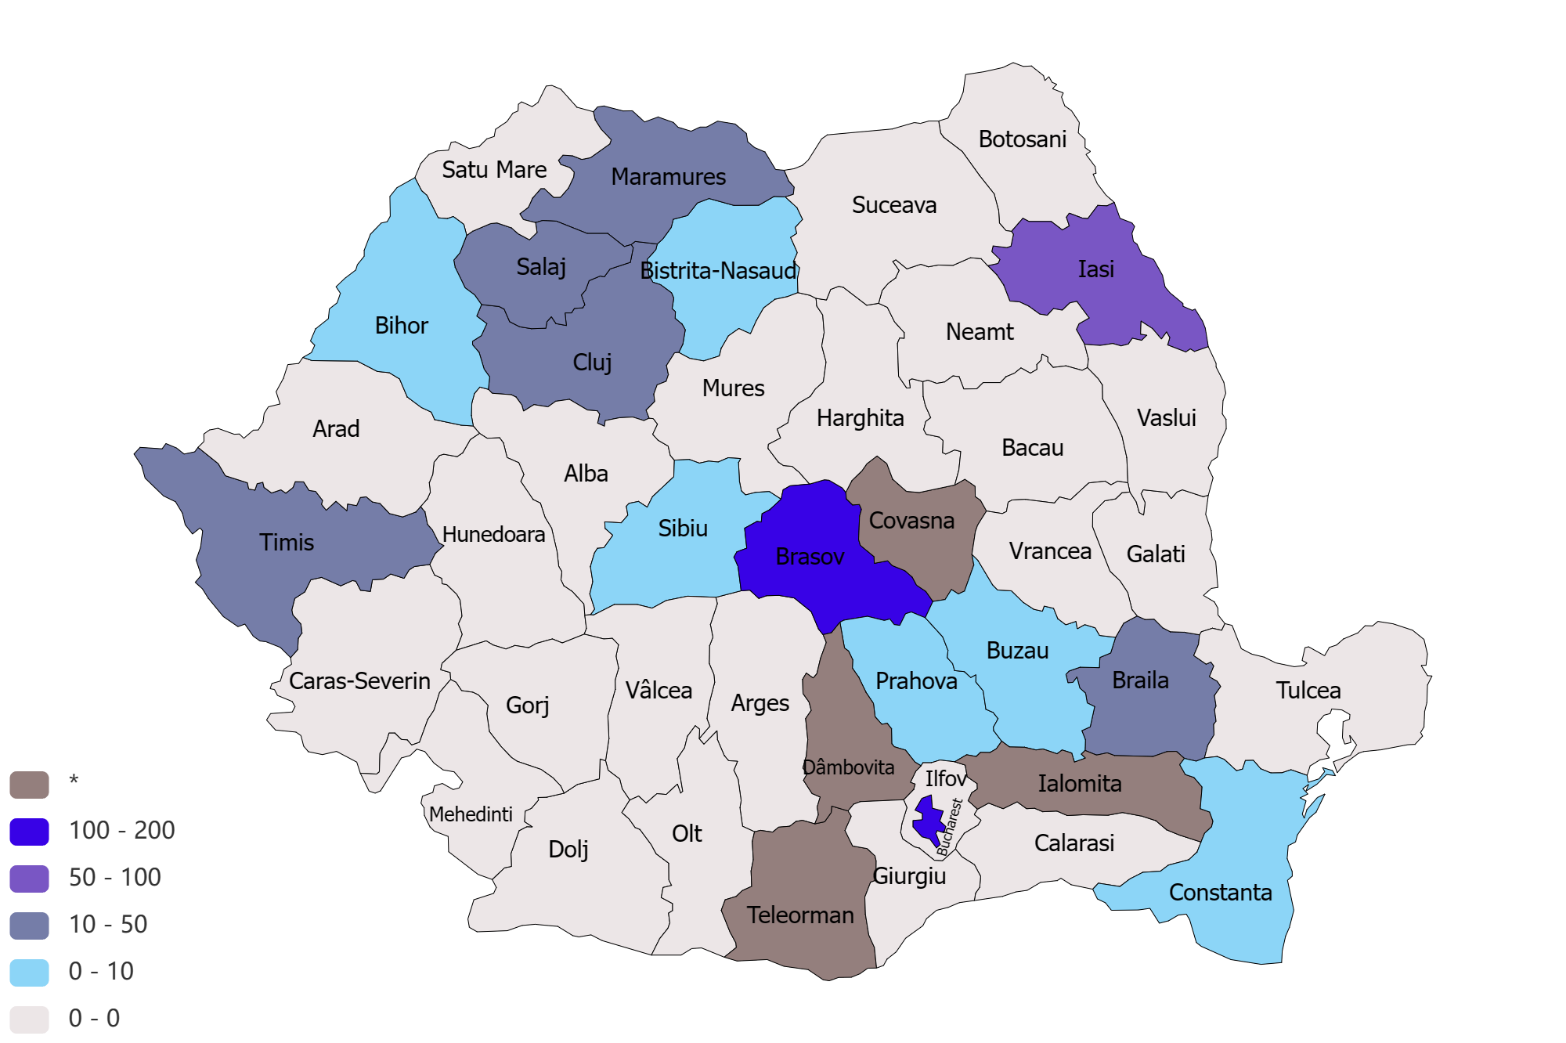 Botosani
Satu Mare
Maramures
Suceava
Salaj
Bistrita-Nasaud
Iasi
Bihor
Neamt
Cluj
Mures
Harghita
Vaslui
Arad
Bacau
Alba
Covasna
Sibiu
Hunedoara
Timis
Brasov
Vrancea
Galati
Buzau
Prahova
Braila
Caras-Severin
Vâlcea
Tulcea
Arges
Gorj
Dâmbovita
Ilfov
Ialomita
*
Mehedinti
Bucharest
100 - 200
Olt
Calarasi
Dolj
50 - 100
Giurgiu
Constanta
Teleorman
10 - 50
0 - 10
0 - 0